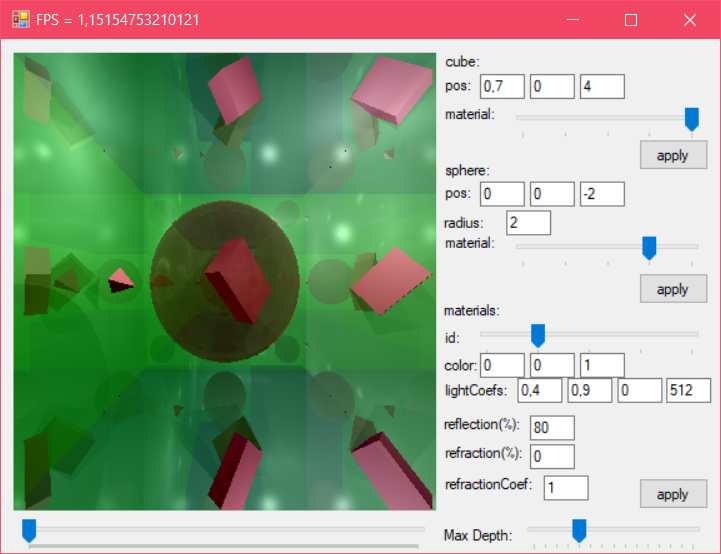 FPS = 1,15154753210121
cube:
pos: 0,7 0 4
material:
apply
sphere:
pos: 0 0 -2
radius: 2
material:
apply
materials:
id:
color: 0 0 1
lightCoefs: 0,4 0,9 0 512
reflection(%): 80
refraction(%): 0
refractionCoef: 1
apply
Max Depth: